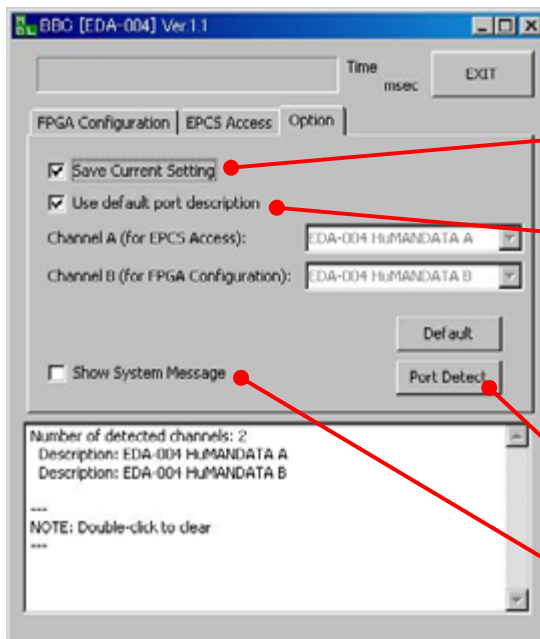 BBC [EDA-004] Ver.1.1
Time
msec
EXIT
FPGA Configuration
EPCS Access
Option
Save Current Setting
Use default port description
Channel A (for EPCS Access):
EDA-004 HuMANDATA A
Channel B (for FPGA Configuration):
EDA-004 HuMANDATA B
Default
Show System Message
Port Detect
Number of detected channels: 2
Description: EDA-004 HuMANDATA A
Description: EDA-004 HuMANDATA B
---
NOTE: Double-click to clear
---